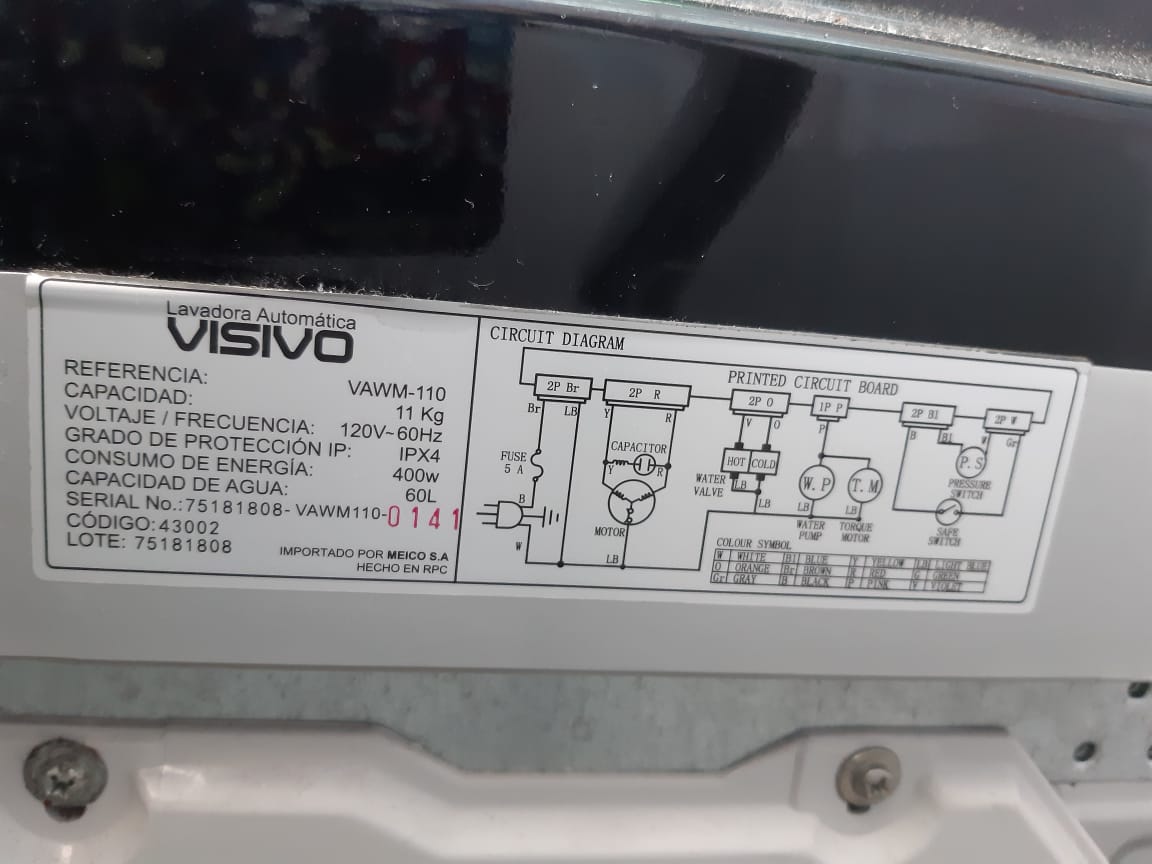 Lavadora Automática
VISIVO
REFERENCIA: VAWM-110
CAPACIDAD: 11 Kg
VOLTAJE / FRECUENCIA: 120V~60Hz
GRADO DE PROTECCIÓN IP: IPX4
CONSUMO DE ENERGÍA: 400w
CAPACIDAD DE AGUA: 60L
SERIAL No.:75181808-VAWM110-0141
CÓDIGO:43002
LOTE: 75181808
IMPORTADO POR MEICO S.A
HECHO EN RPC
CIRCUIT DIAGRAM
PRINTED CIRCUIT BOARD
2P Br 2P R 2P O 1P P 2P Bl 2P W
Br LB Y R V O P B Bl W Gr
FUSE
5 A
CAPACITOR
Y R
HOT COLD
WATER
VALVE
LB LB
W.P T.M P.S
PRESSURE
SWITCH
B
W
MOTOR
LB
LB LB
WATER
PUMP
TORQUE
MOTOR
SAFE
SWITCH
COLOUR SYMBOL
W WHITE Bl BLUE Y YELLOW LB LIGHT BLUE
O ORANGE Br BROWN R RED G GREEN
Gr GRAY B BLACK P PINK V VIOLET